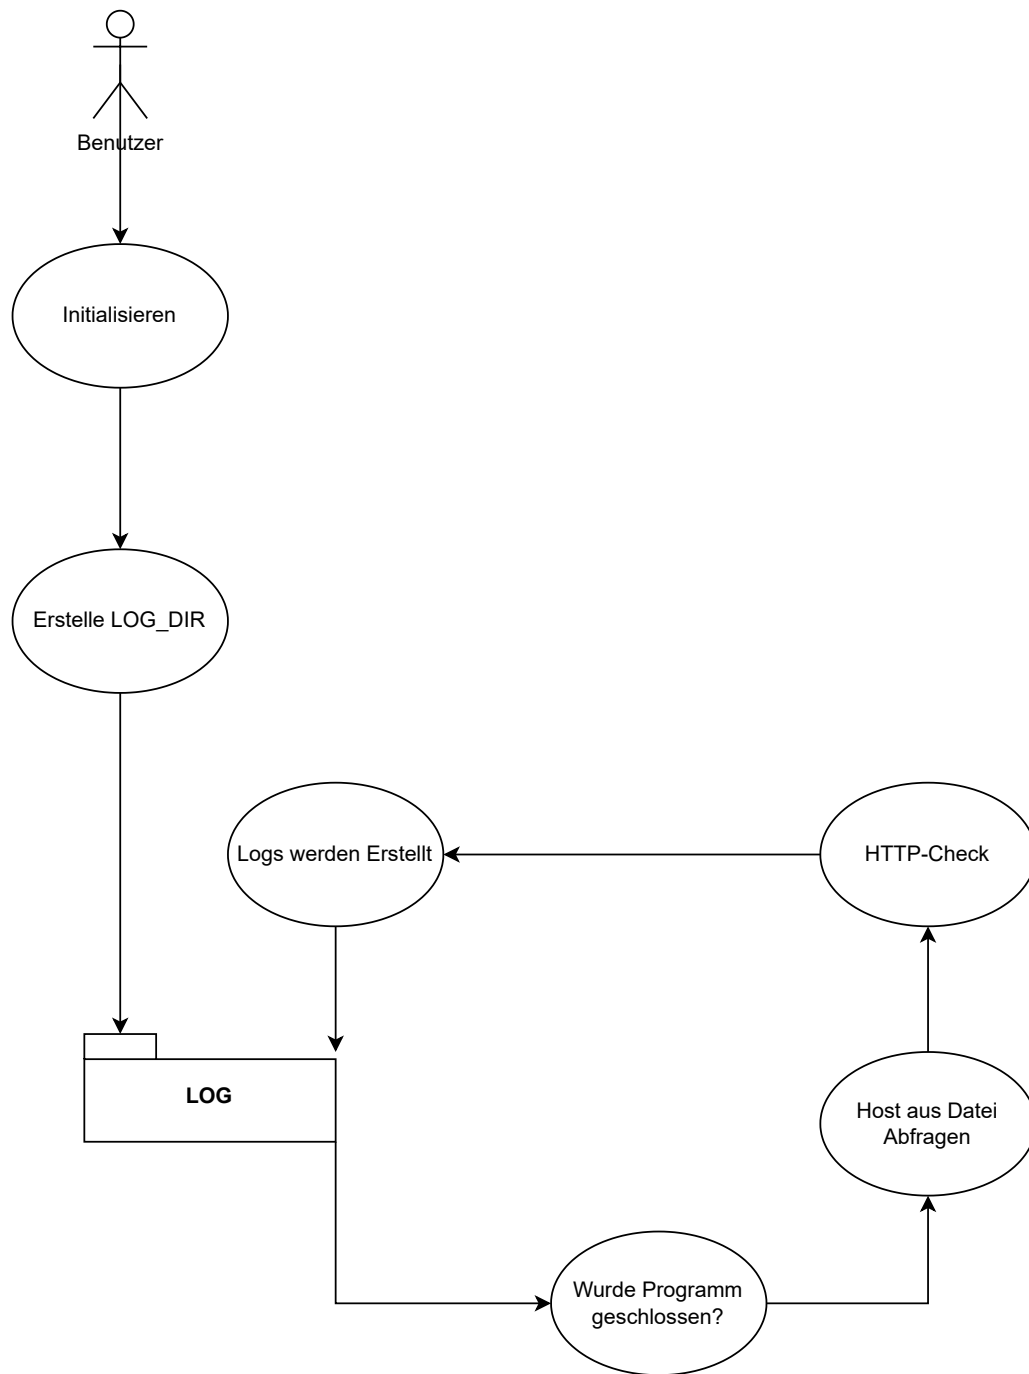 Benutzer
Initialisieren
Erstelle LOG_DIR
Logs werden Erstellt
HTTP-Check
LOG
Host aus Datei
Abfragen
Wurde Programm
geschlossen?